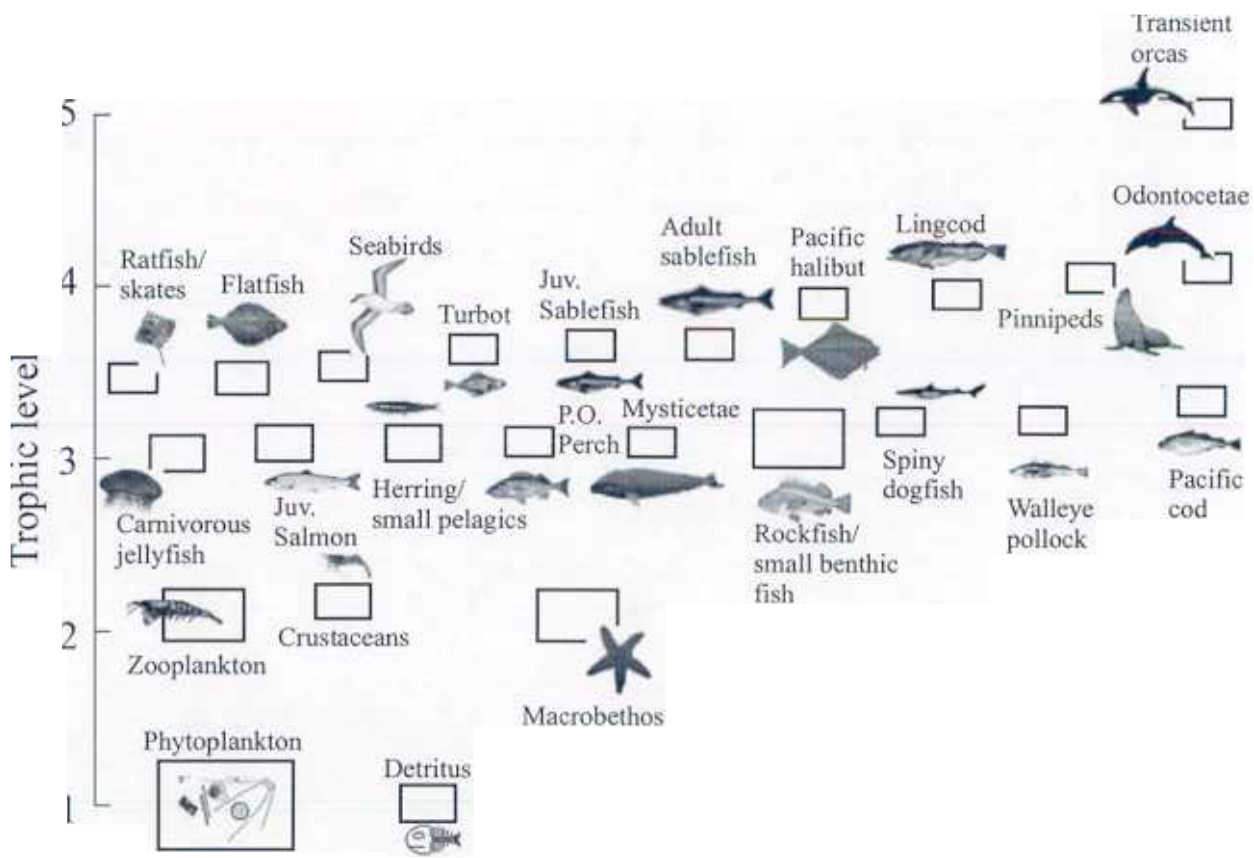 Transient
orcas
5
Odontocetae
Adult
sablefish
Lingcod
Seabirds
Pacific
halibut
Ratfish/
skates
Flatfish
Juv.
Sablefish
4
Turbot
Pinnipeds
Trophic level
P.O.
Perch
Mysticetae
3
Spiny
dogfish
Pacific
cod
Herring/
small pelagics
Juv.
Salmon
Walleye
pollock
Carnivorous
jellyfish
Rockfish/
small benthic
fish
2
Crustaceans
Zooplankton
Macrobethos
Phytoplankton
Detritus
1